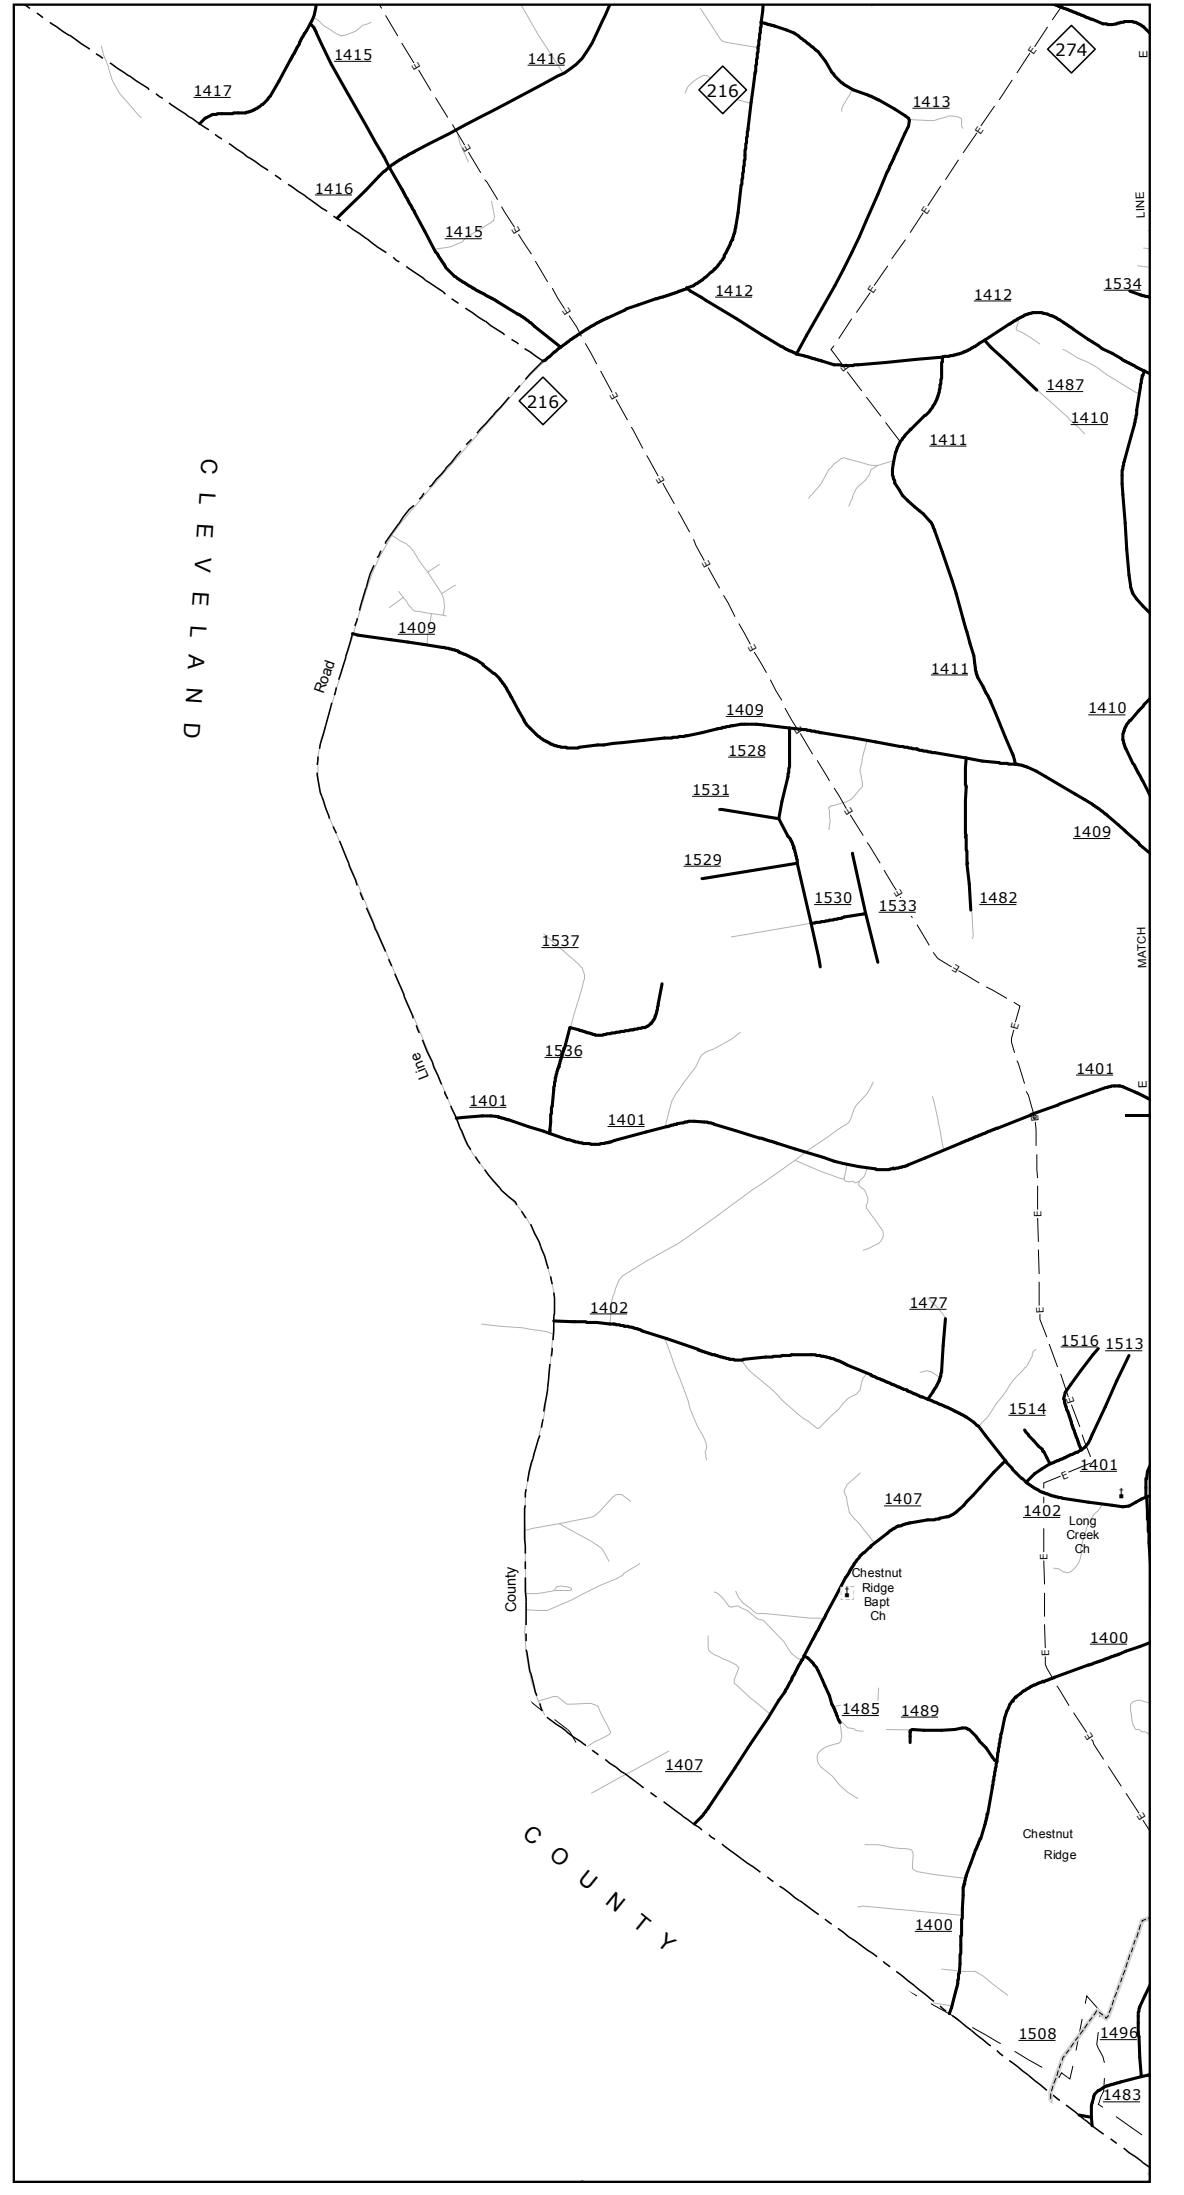 274
1415
1416
E
E
216
1417
1413
E
E
E
1416
LINE
E
1415
E
1534
E
1412
1412
E
E
1487
216
E
1410
1411
CLEVELAND
E
E
1409
E
Road
1411
1410
1409
E
1528
1531
E
1409
1529
E
1530
1533
1482
1537
MATCH
E
E
1536
Line
1401
E
1401
1401
E
E
1477
1402
E
1516
1513
E
1514
1401
E
1407
1402
Long
Creek
Ch
E
Chestnut
Ridge
Bapt
Ch
County
1400
E
1485
1489
E
1407
E
Chestnut
Ridge
COUNTY
1400
1508
1496
1483